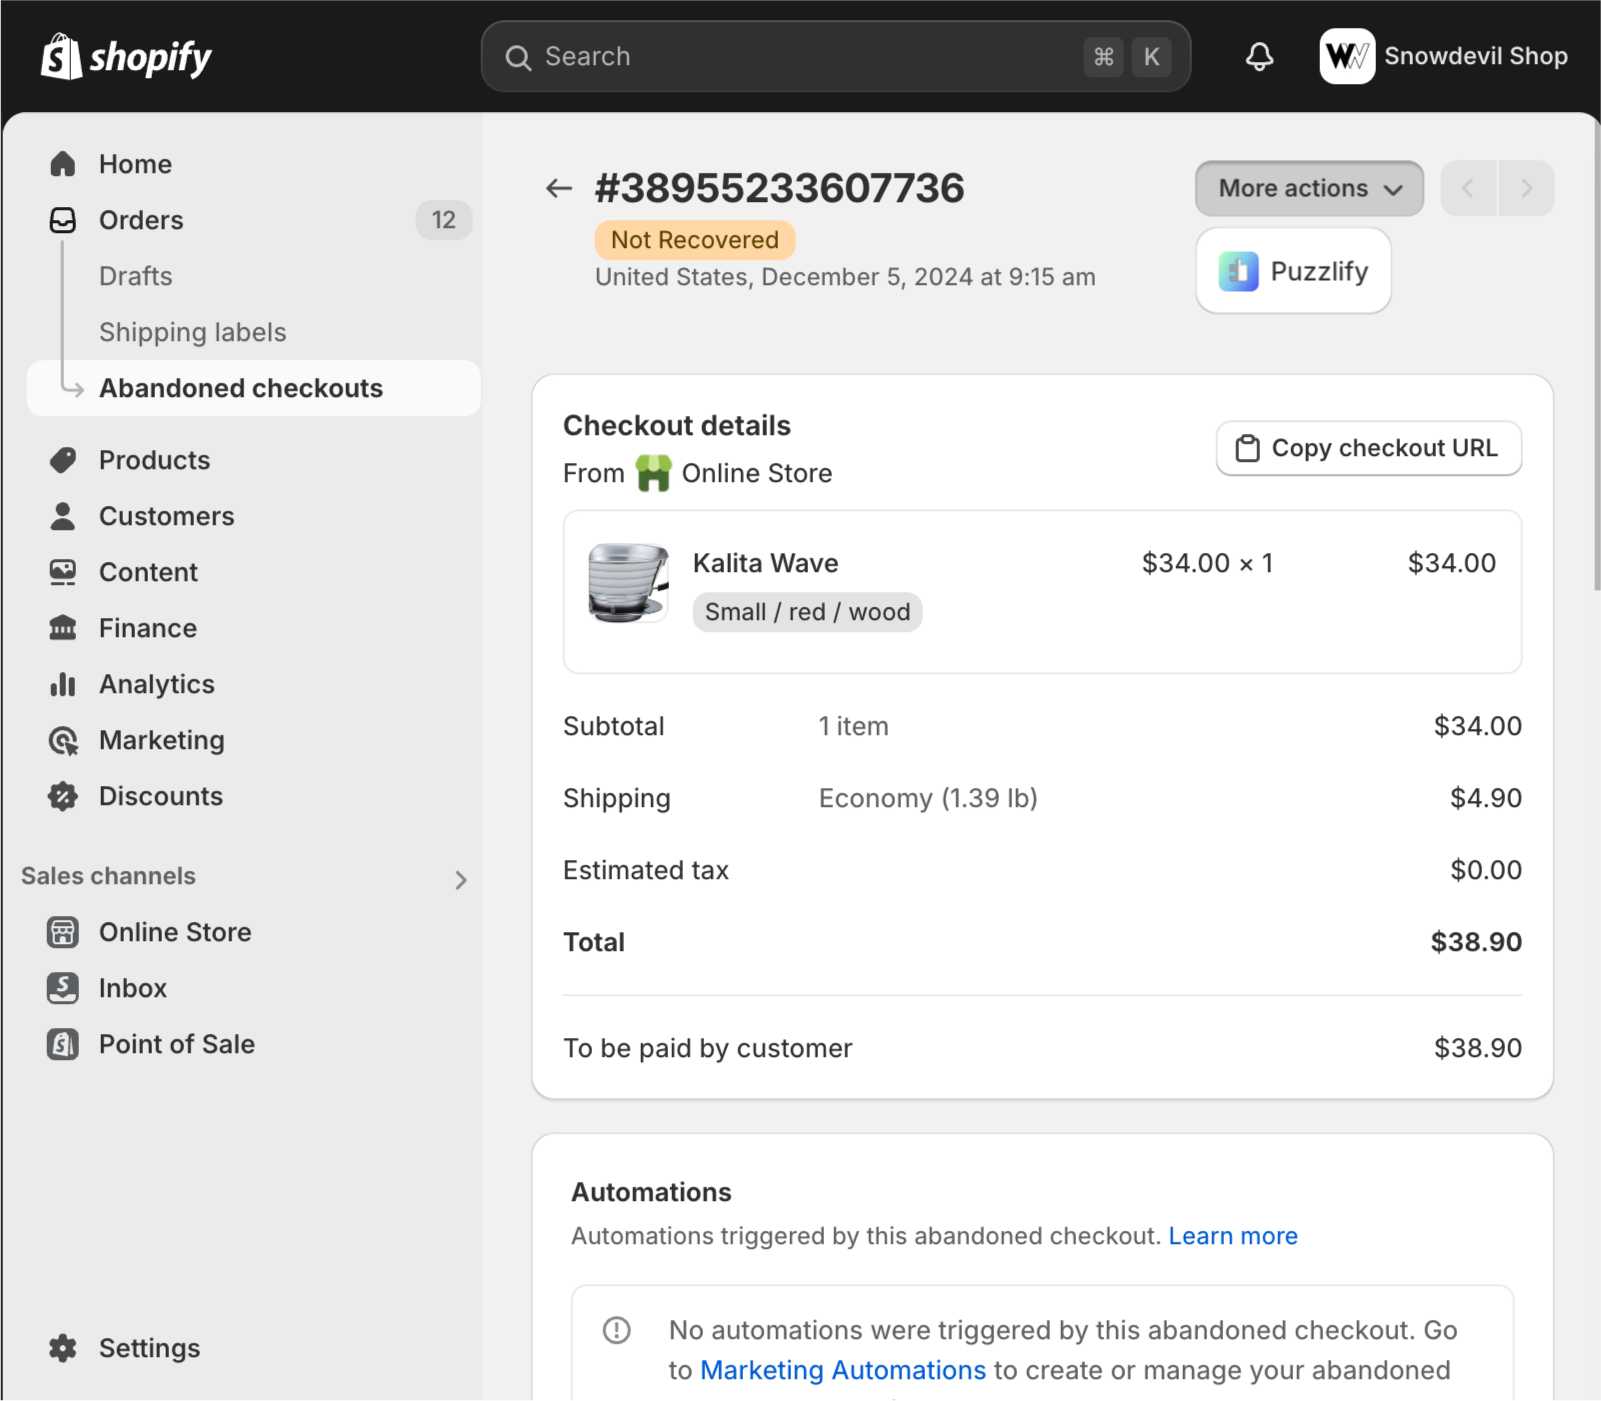 shopify
Search
⌘ K
Snowdevil Shop
Home
Orders 12
Drafts
Shipping labels
Abandoned checkouts
Products
Customers
Content
Finance
Analytics
Marketing
Discounts
Sales channels
Online Store
Inbox
Point of Sale
Settings
#38955233607736
Not Recovered
United States, December 5, 2024 at 9:15 am
More actions
Puzzlify
Checkout details
From Online Store
Copy checkout URL
Kalita Wave $34.00 × 1 $34.00
Small / red / wood
Subtotal 1 item $34.00
Shipping Economy (1.39 lb) $4.90
Estimated tax $0.00
Total $38.90
To be paid by customer $38.90
Automations
Automations triggered by this abandoned checkout. Learn more
No automations were triggered by this abandoned checkout. Go
to Marketing Automations to create or manage your abandoned